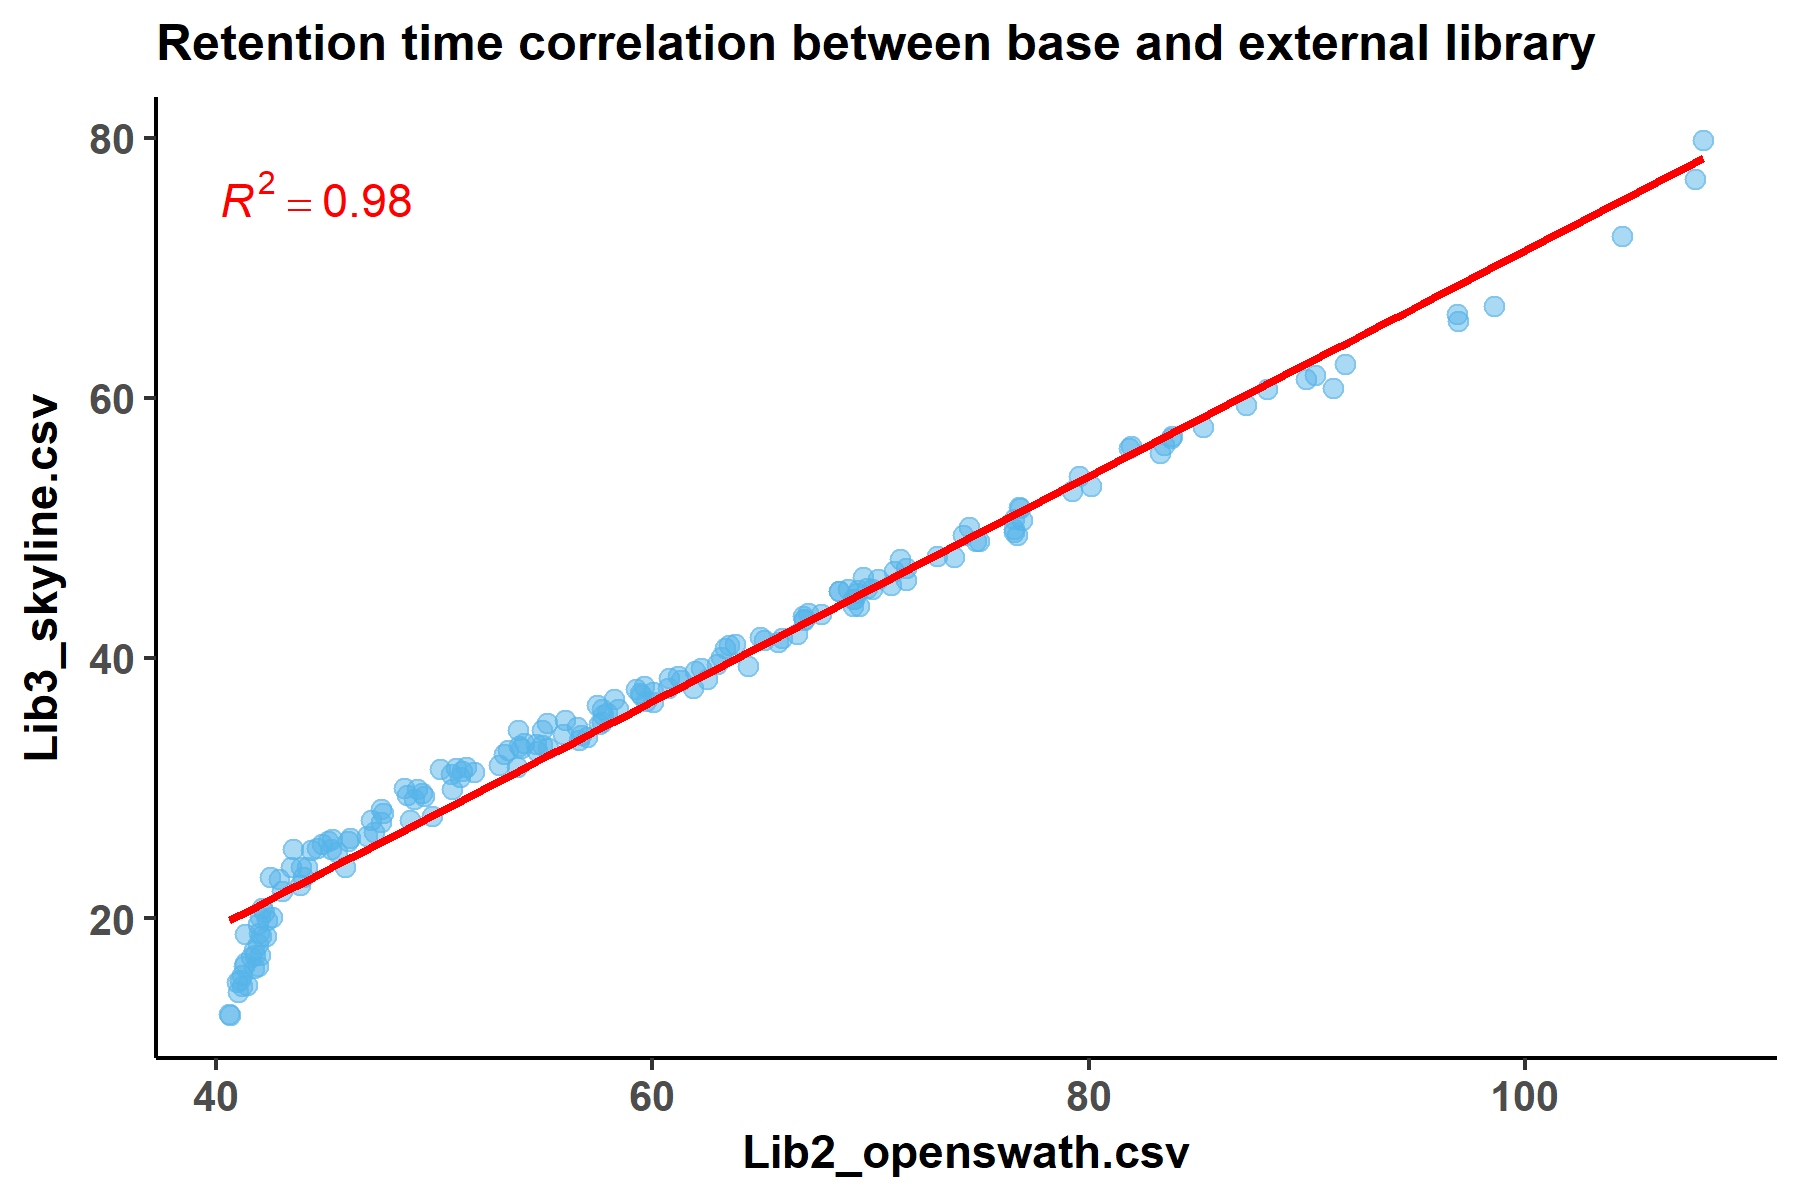 Retention time correlation between base and external library
80
R² = 0.98
60
Lib3_skyline.csv
40
20
40 60 80 100
Lib2_openswath.csv